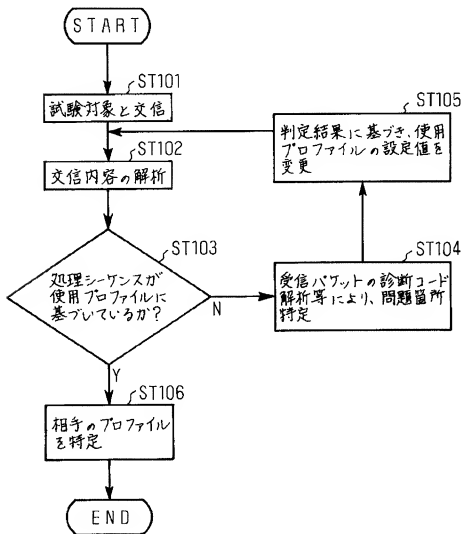 START
ST101
試験対象と交信
ST102
交信内容の解析
ST103
処理シーケンスが
使用プロファイルに
基づいているか?
N
Y
ST104
受信パケットの診断コード
解析等により、問題箇所
特定
ST105
判定結果に基づき、使用
プロファイルの設定値を
変更
ST106
相手のプロファイル
を特定
END